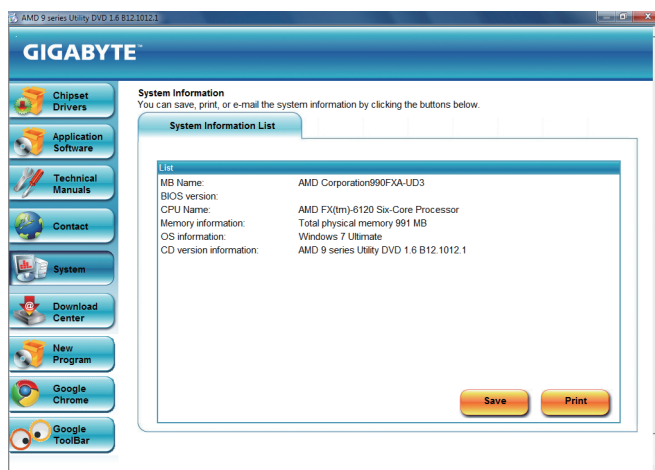 AMD 9 series Utility DVD 1.6 B12.1012.1
GIGABYTE™
Chipset
Drivers
Application
Software
Technical
Manuals
Contact
System
Download
Center
New
Program
Google
Chrome
Google
ToolBar
System Information
You can save, print, or e-mail the system information by clicking the buttons below.
System Information List
List
MB Name: AMD Corporation990FXA-UD3
BIOS version:
CPU Name: AMD FX(tm)-6120 Six-Core Processor
Memory information: Total physical memory 991 MB
OS information: Windows 7 Ultimate
CD version information: AMD 9 series Utility DVD 1.6 B12.1012.1
Save Print